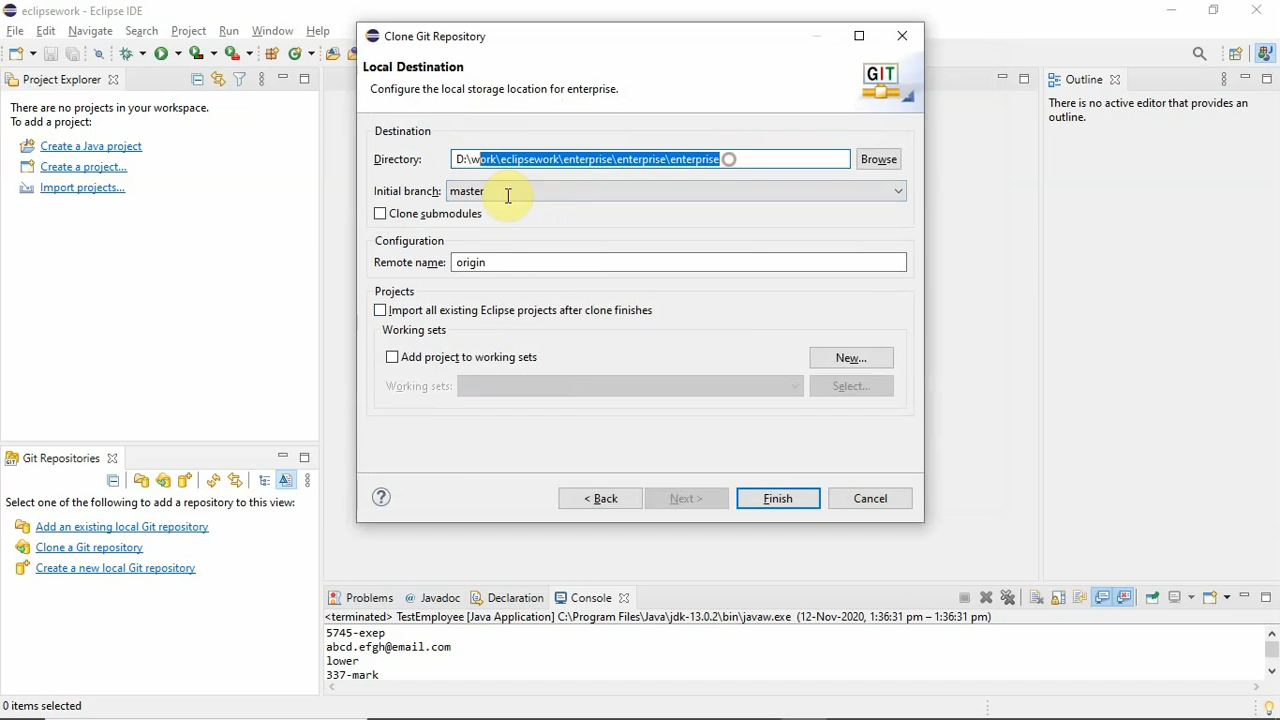 eclipsework - Eclipse IDE
File Edit Navigate Search Project Run Window Help
Project Explorer
There are no projects in your workspace.
To add a project:
Create a Java project
Create a project...
Import projects...
Git Repositories
Select one of the following to add a repository to this view:
Add an existing local Git repository
Clone a Git repository
Create a new local Git repository
Clone Git Repository
Local Destination
Configure the local storage location for enterprise.
GIT
Destination
Directory: D:\work\eclipsework\enterprise\enterprise\enterprise Browse
Initial branch: master
Clone submodules
Configuration
Remote name: origin
Projects
Import all existing Eclipse projects after clone finishes
Working sets
Add project to working sets New...
Working sets: Select...
< Back Next > Finish Cancel
Outline
There is no active editor that provides an
outline.
Problems Javadoc Declaration Console
<terminated> TestEmployee [Java Application] C:\Program Files\Java\jdk-13.0.2\bin\javaw.exe (12-Nov-2020, 1:36:31 pm – 1:36:31 pm)
5745-exep
abcd.efgh@email.com
lower
337-mark
0 items selected